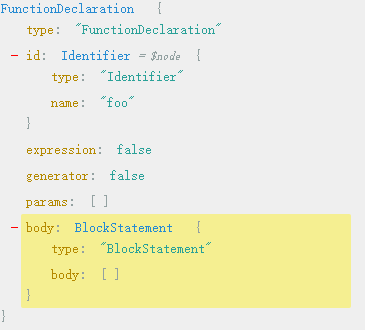 FunctionDeclaration {
type: "FunctionDeclaration"
- id: Identifier = $node {
type: "Identifier"
name: "foo"
}
expression: false
generator: false
params: [ ]
- body: BlockStatement {
type: "BlockStatement"
body: [ ]
}
}